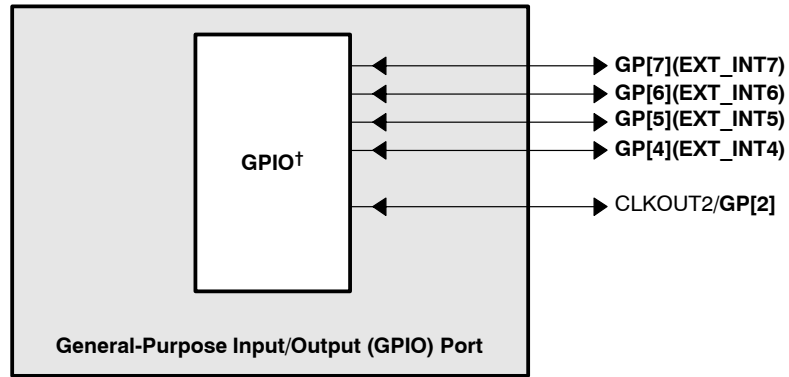 GP[7](EXT_INT7)
GP[6](EXT_INT6)
GP[5](EXT_INT5)
GP[4](EXT_INT4)
GPIO†
CLKOUT2/GP[2]
General-Purpose Input/Output (GPIO) Port